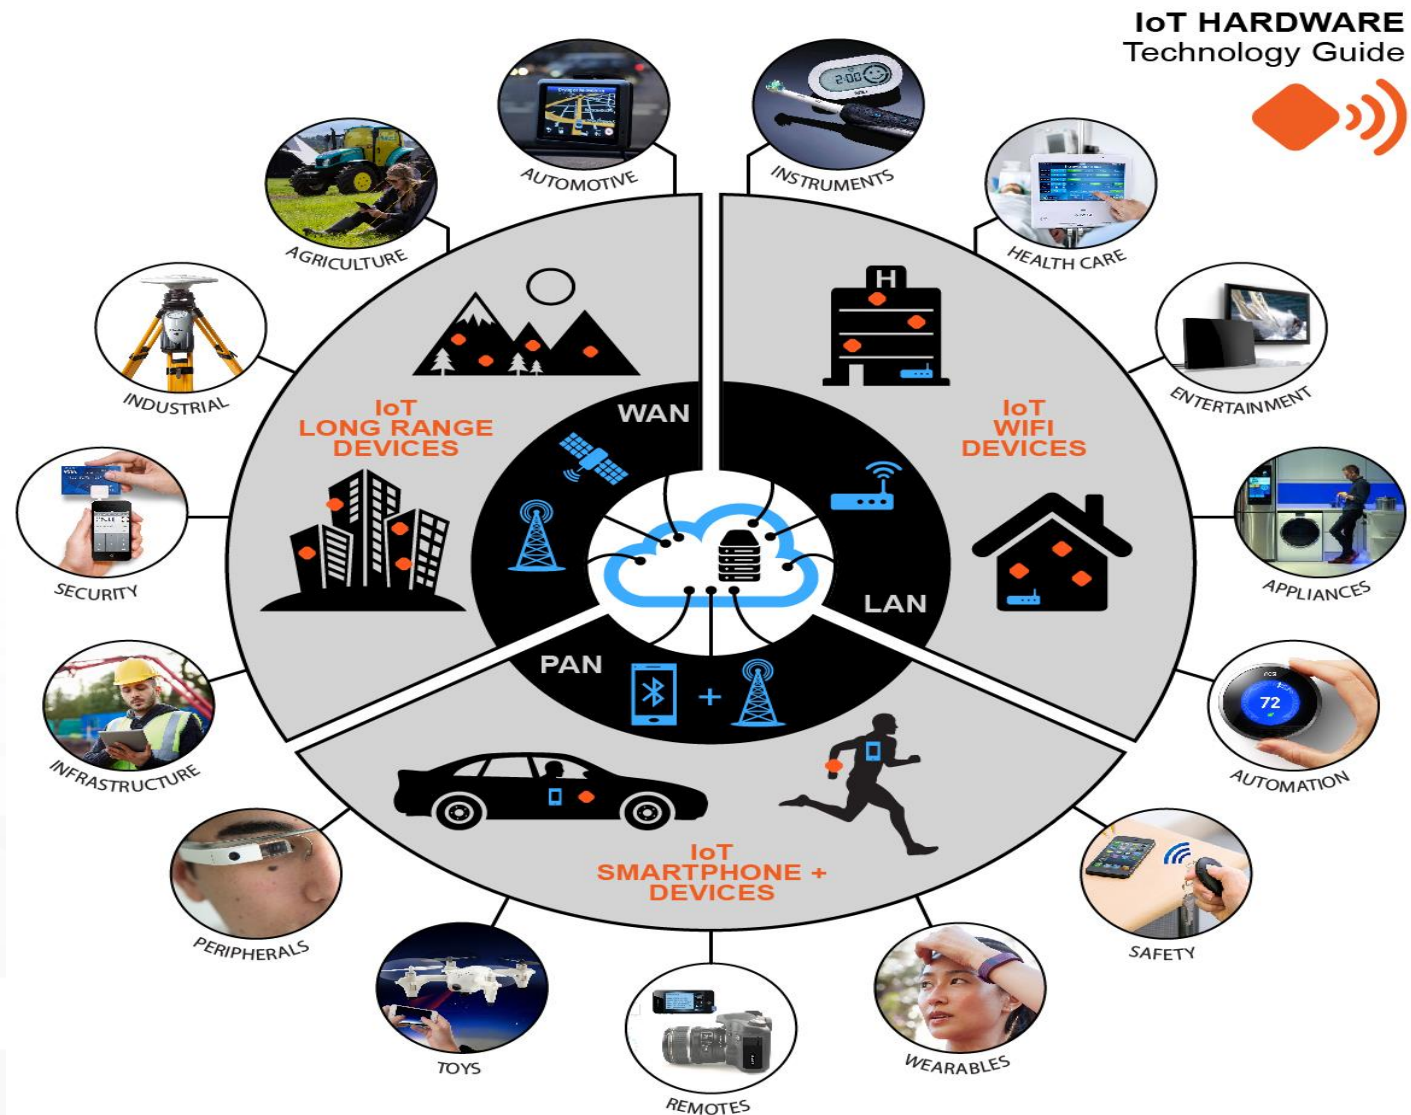 IoT HARDWARE
Technology Guide
AUTOMOTIVE
INSTRUMENTS
AGRICULTURE
HEALTH CARE
INDUSTRIAL
ENTERTAINMENT
SECURITY
APPLIANCES
INFRASTRUCTURE
AUTOMATION
PERIPHERALS
SAFETY
TOYS
WEARABLES
REMOTES
H
IoT
LONG RANGE
DEVICES
WAN
IoT
WIFI
DEVICES
LAN
PAN
+
IoT
SMARTPHONE +
DEVICES
2:00
72